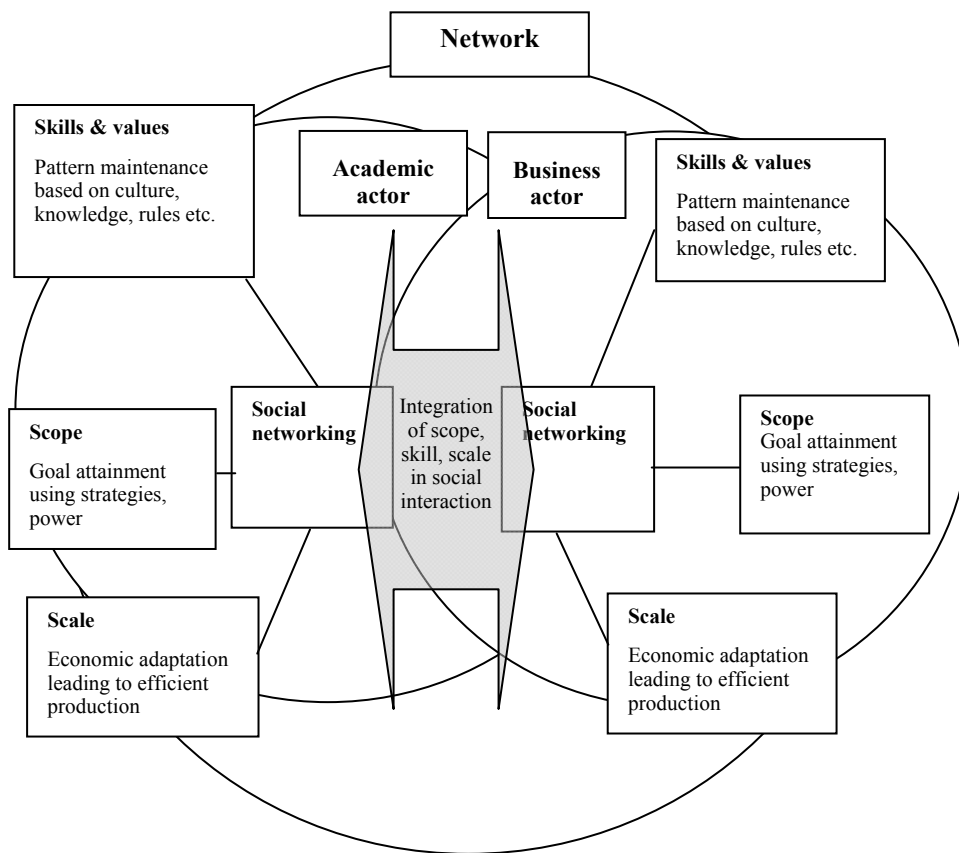 Network
Skills & values
Pattern maintenance
based on culture,
knowledge, rules etc.
Academic
actor
Business
actor
Skills & values
Pattern maintenance
based on culture,
knowledge, rules etc.
Scope
Goal attainment
using strategies,
power
Social
networking
Integration
of scope,
skill, scale
in social
interaction
Social
networking
Scope
Goal attainment
using strategies,
power
Scale
Economic adaptation
leading to efficient
production
Scale
Economic adaptation
leading to efficient
production